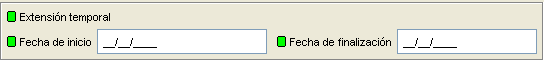 Extensión temporal
Fecha de inicio __/__/____ Fecha de finalización __/__/____